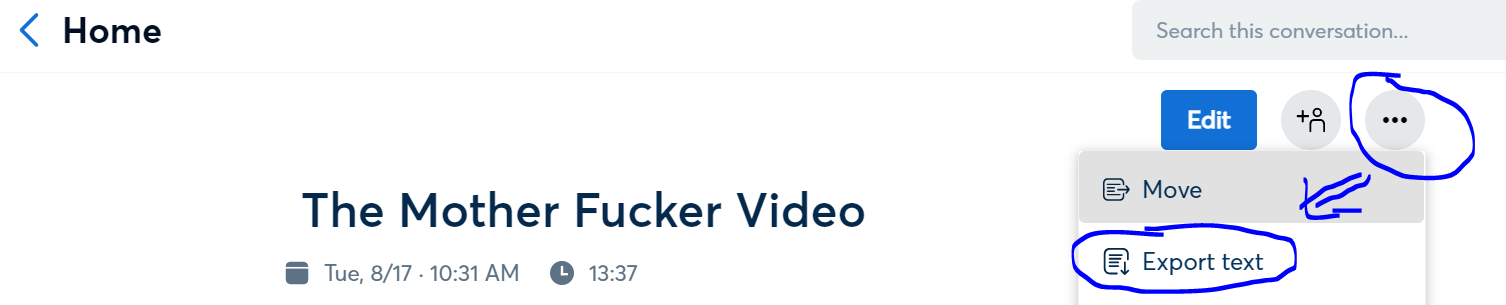 Home
Search this conversation...
Edit
Move
The Mother Fucker Video
Tue, 8/17 · 10:31 AM 13:37
Export text